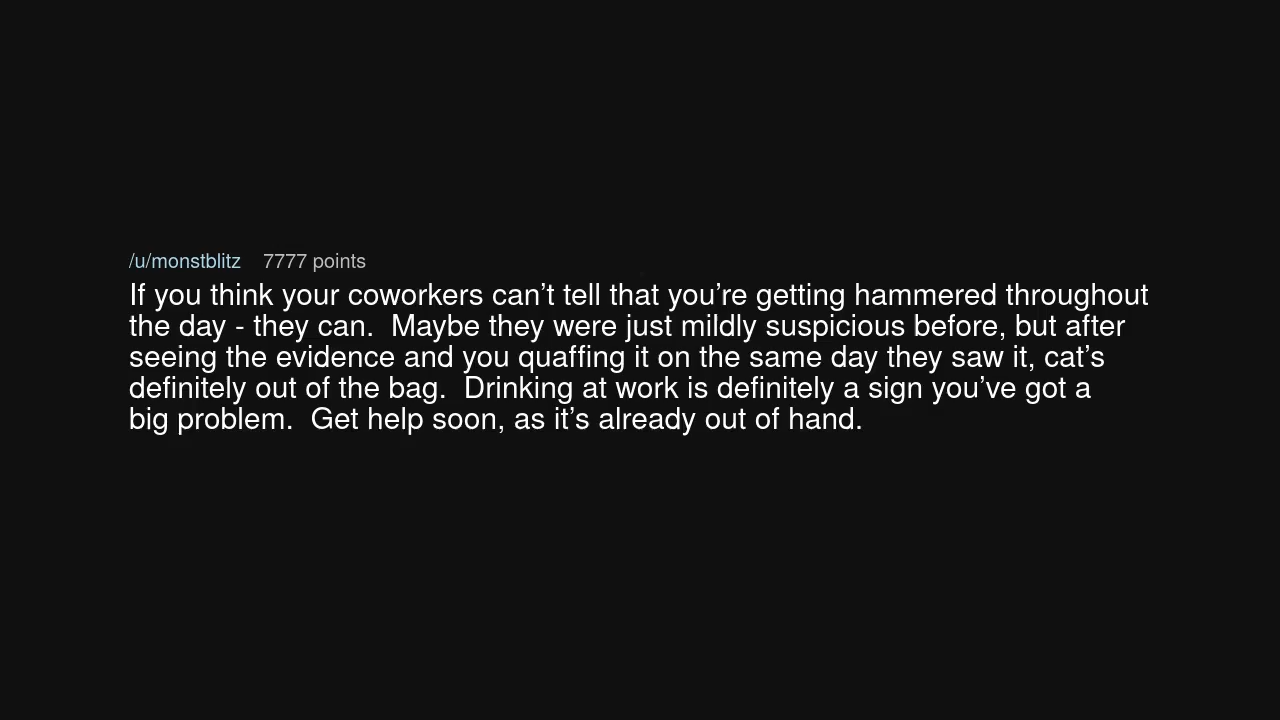 /u/monstblitz 7777 points
If you think your coworkers can’t tell that you’re getting hammered throughout
the day - they can.  Maybe they were just mildly suspicious before, but after
seeing the evidence and you quaffing it on the same day they saw it, cat’s
definitely out of the bag.  Drinking at work is definitely a sign you’ve got a
big problem.  Get help soon, as it’s already out of hand.